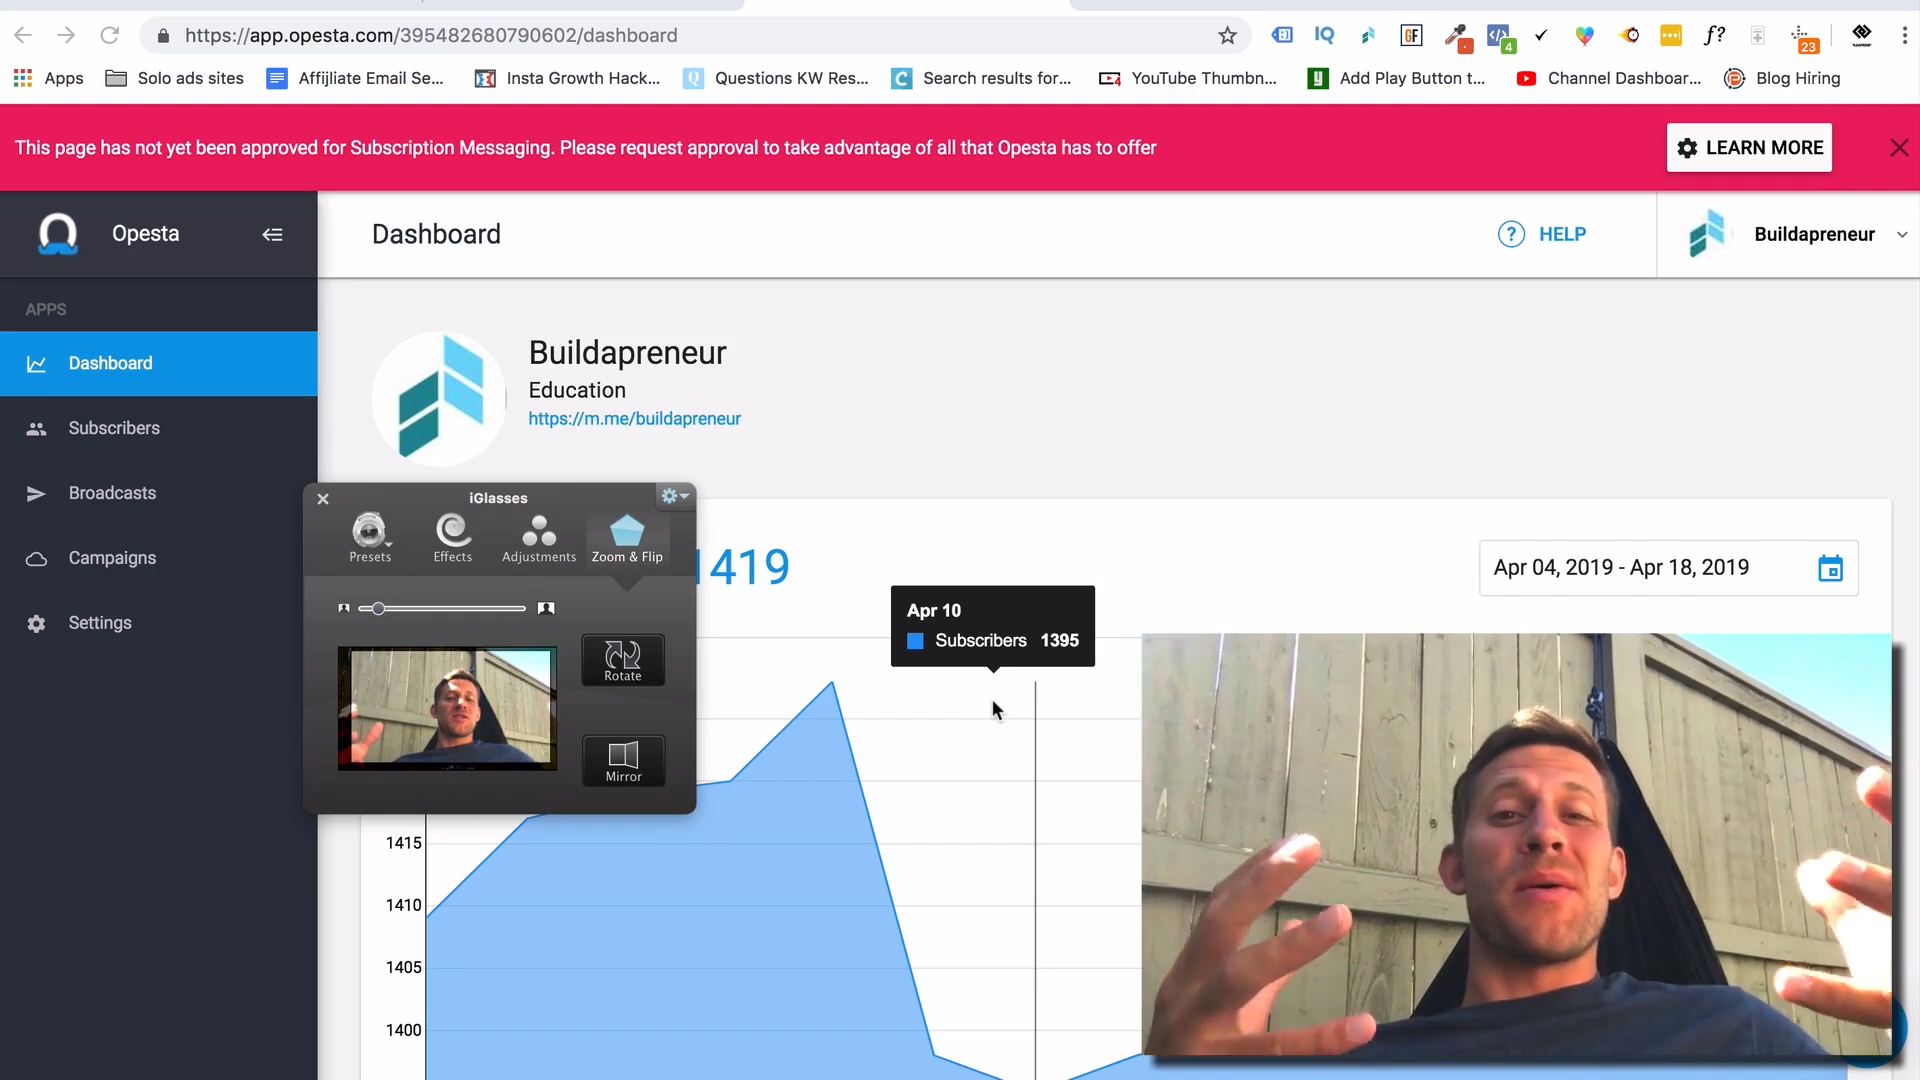 https://app.opesta.com/395482680790602/dashboard
IQ
GF
4
f?
23
Apps
Solo ads sites
Affijliate Email Se...
Insta Growth Hack...
Questions KW Res...
Search results for...
YouTube Thumbn...
Add Play Button t...
Channel Dashboar...
Blog Hiring
This page has not yet been approved for Subscription Messaging. Please request approval to take advantage of all that Opesta has to offer
LEARN MORE
Opesta
Dashboard
? HELP
Buildapreneur
APPS
Dashboard
Subscribers
Broadcasts
Campaigns
Settings
Buildapreneur
Education
https://m.me/buildapreneur
iGlasses
Presets
Effects
Adjustments
Zoom & Flip
Rotate
Mirror
1419
Apr 04, 2019 - Apr 18, 2019
Apr 10
Subscribers 1395
1415
1410
1405
1400